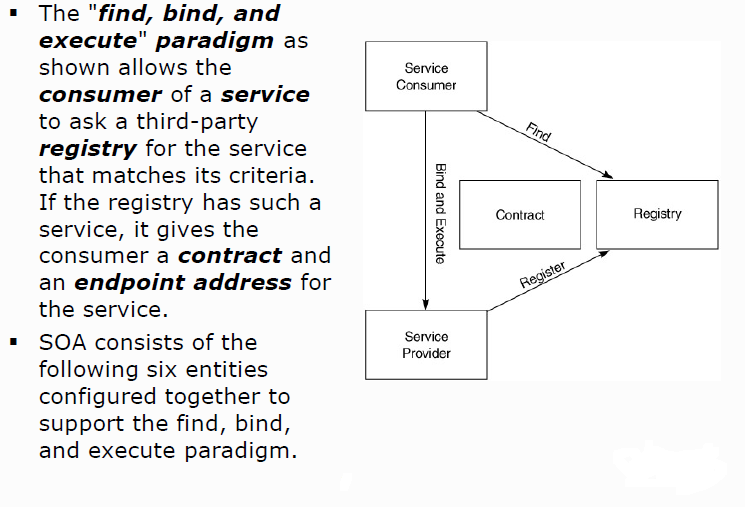 ▪ The "find, bind, and
execute" paradigm as
shown allows the
consumer of a service
to ask a third-party
registry for the service
that matches its criteria.
If the registry has such a
service, it gives the
consumer a contract and
an endpoint address for
the service.
▪ SOA consists of the
following six entities
configured together to
support the find, bind,
and execute paradigm.
Service
Consumer
Find
Bind and Execute
Contract
Registry
Register
Service
Provider